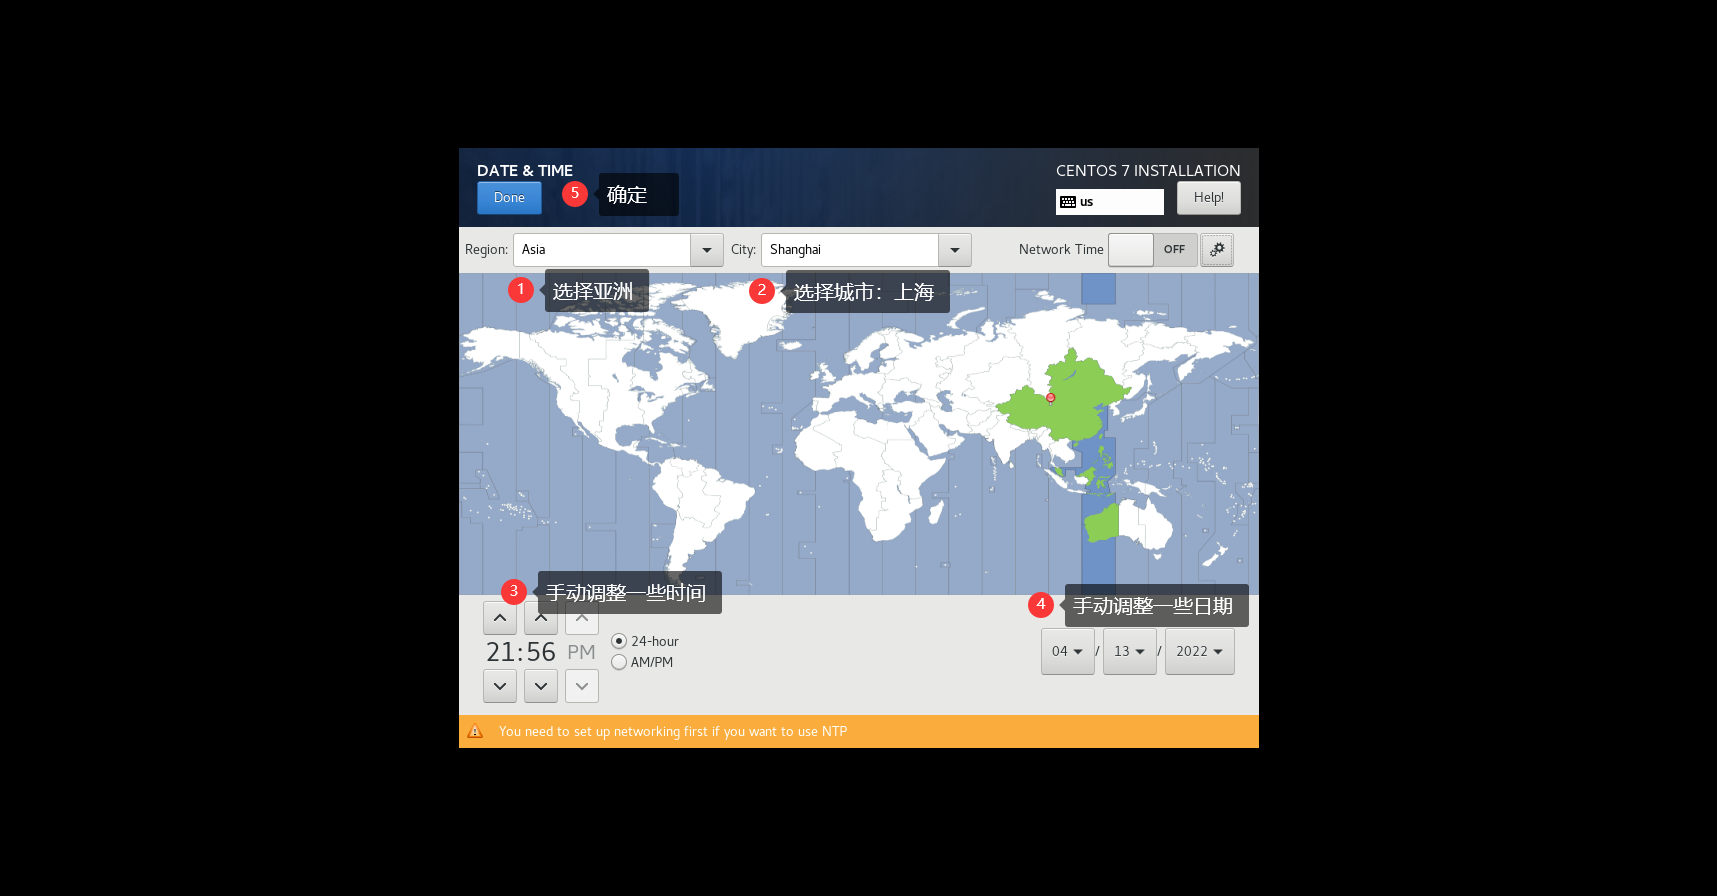 DATE & TIME
CENTOS 7 INSTALLATION
Done
5
确定
us
Help!
Region:
Asia
City:
Shanghai
Network Time
OFF
1
选择亚洲
2
选择城市：上海
3
手动调整一些时间
4
手动调整一些日期
21:56
PM
24-hour
AM/PM
04 / 13 / 2022
You need to set up networking first if you want to use NTP